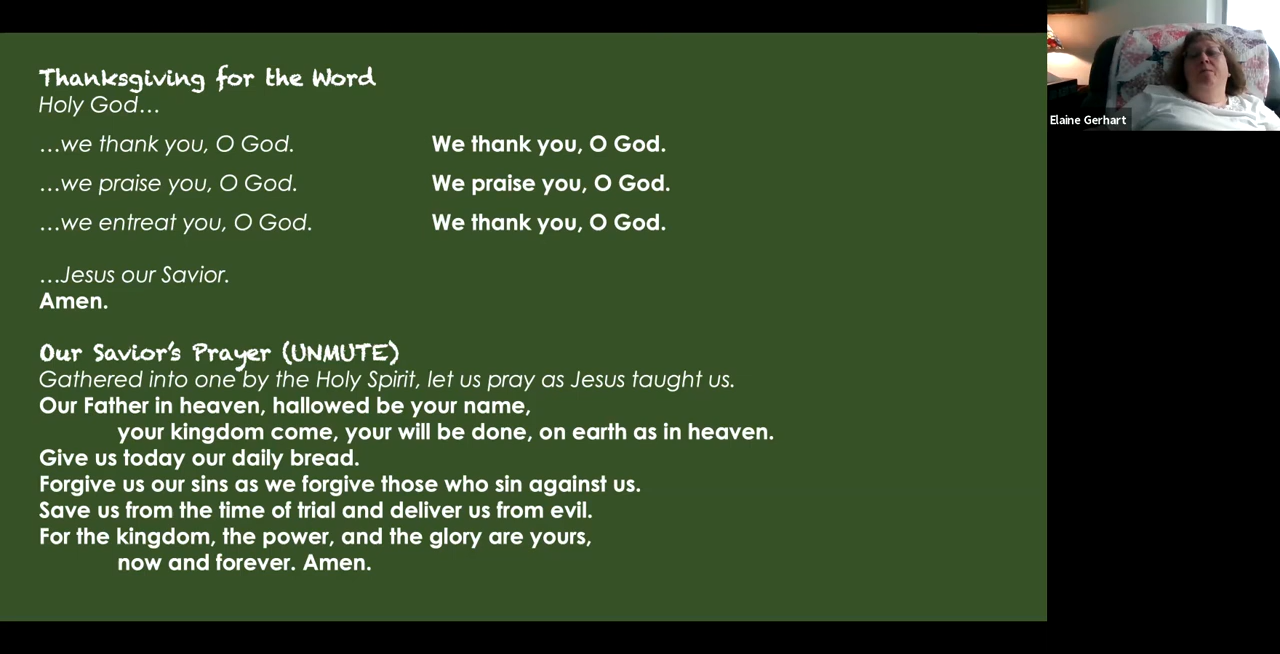 Thanksgiving for the Word
Holy God…
…we thank you, O God. We thank you, O God.
…we praise you, O God. We praise you, O God.
…we entreat you, O God. We thank you, O God.
…Jesus our Savior.
Amen.
Our Savior's Prayer (UNMUTE)
Gathered into one by the Holy Spirit, let us pray as Jesus taught us.
Our Father in heaven, hallowed be your name,
your kingdom come, your will be done, on earth as in heaven.
Give us today our daily bread.
Forgive us our sins as we forgive those who sin against us.
Save us from the time of trial and deliver us from evil.
For the kingdom, the power, and the glory are yours,
now and forever. Amen.
Elaine Gerhart